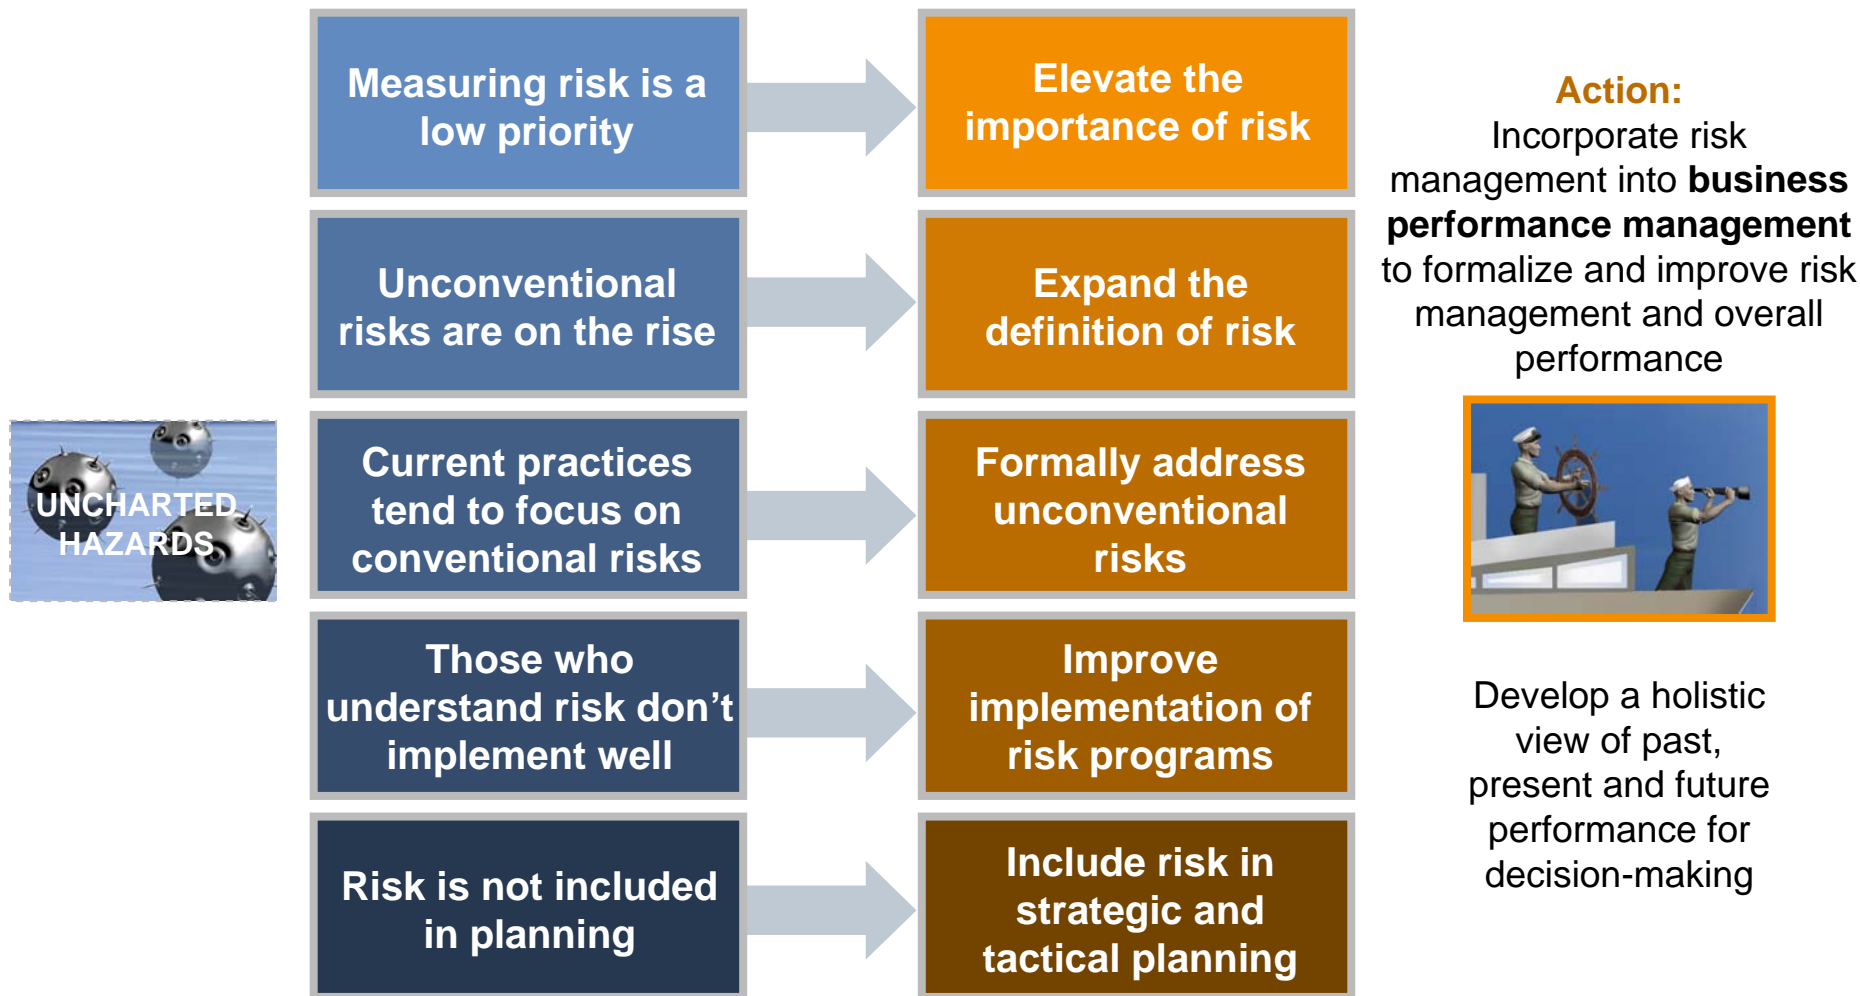 Measuring risk is a
low priority
Elevate the
importance of risk
Unconventional
risks are on the rise
Expand the
definition of risk
UNCHARTED
HAZARDS
Current practices
tend to focus on
conventional risks
Formally address
unconventional
risks
Those who
understand risk don’t
implement well
Improve
implementation of
risk programs
Risk is not included
in planning
Include risk in
strategic and
tactical planning
Action:
Incorporate risk
management into business
performance management
to formalize and improve risk
management and overall
performance
Develop a holistic
view of past,
present and future
performance for
decision-making